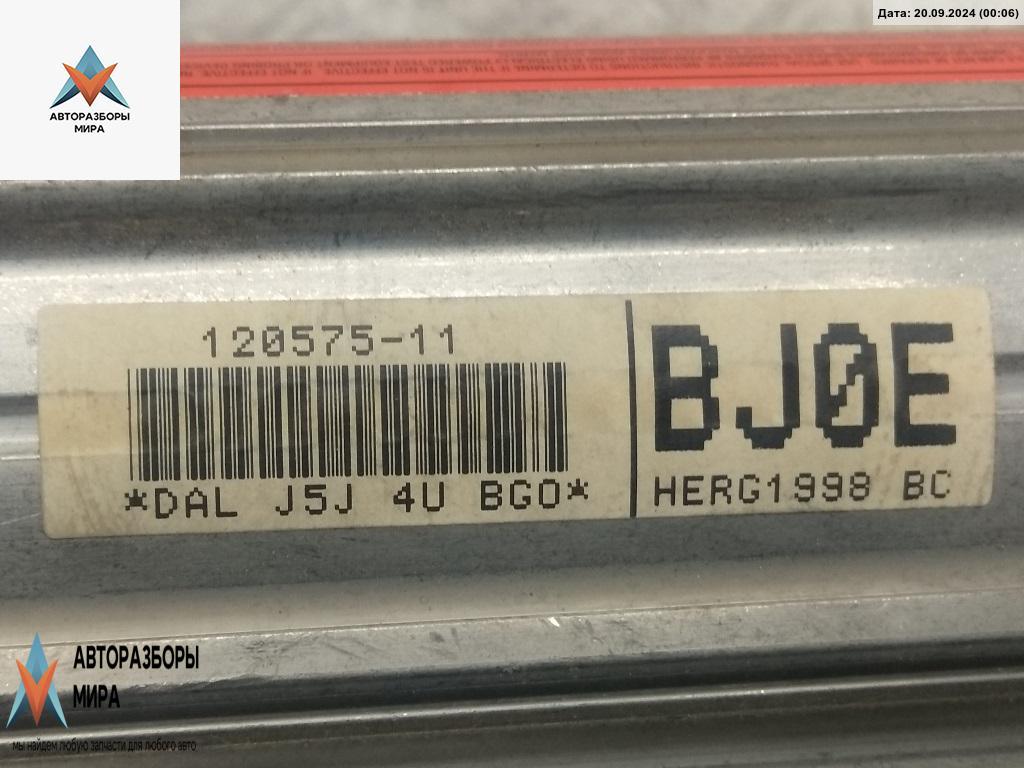 Дата: 20.09.2024 (00:06)
АВТОРАЗБОРЫ
МИРА
120575-11
*DAL J5J 4U BGO*
BJ0E
HERG1998 BC
АВТОРАЗБОРЫ
МИРА
мы найдем любую запчасти для любого авто